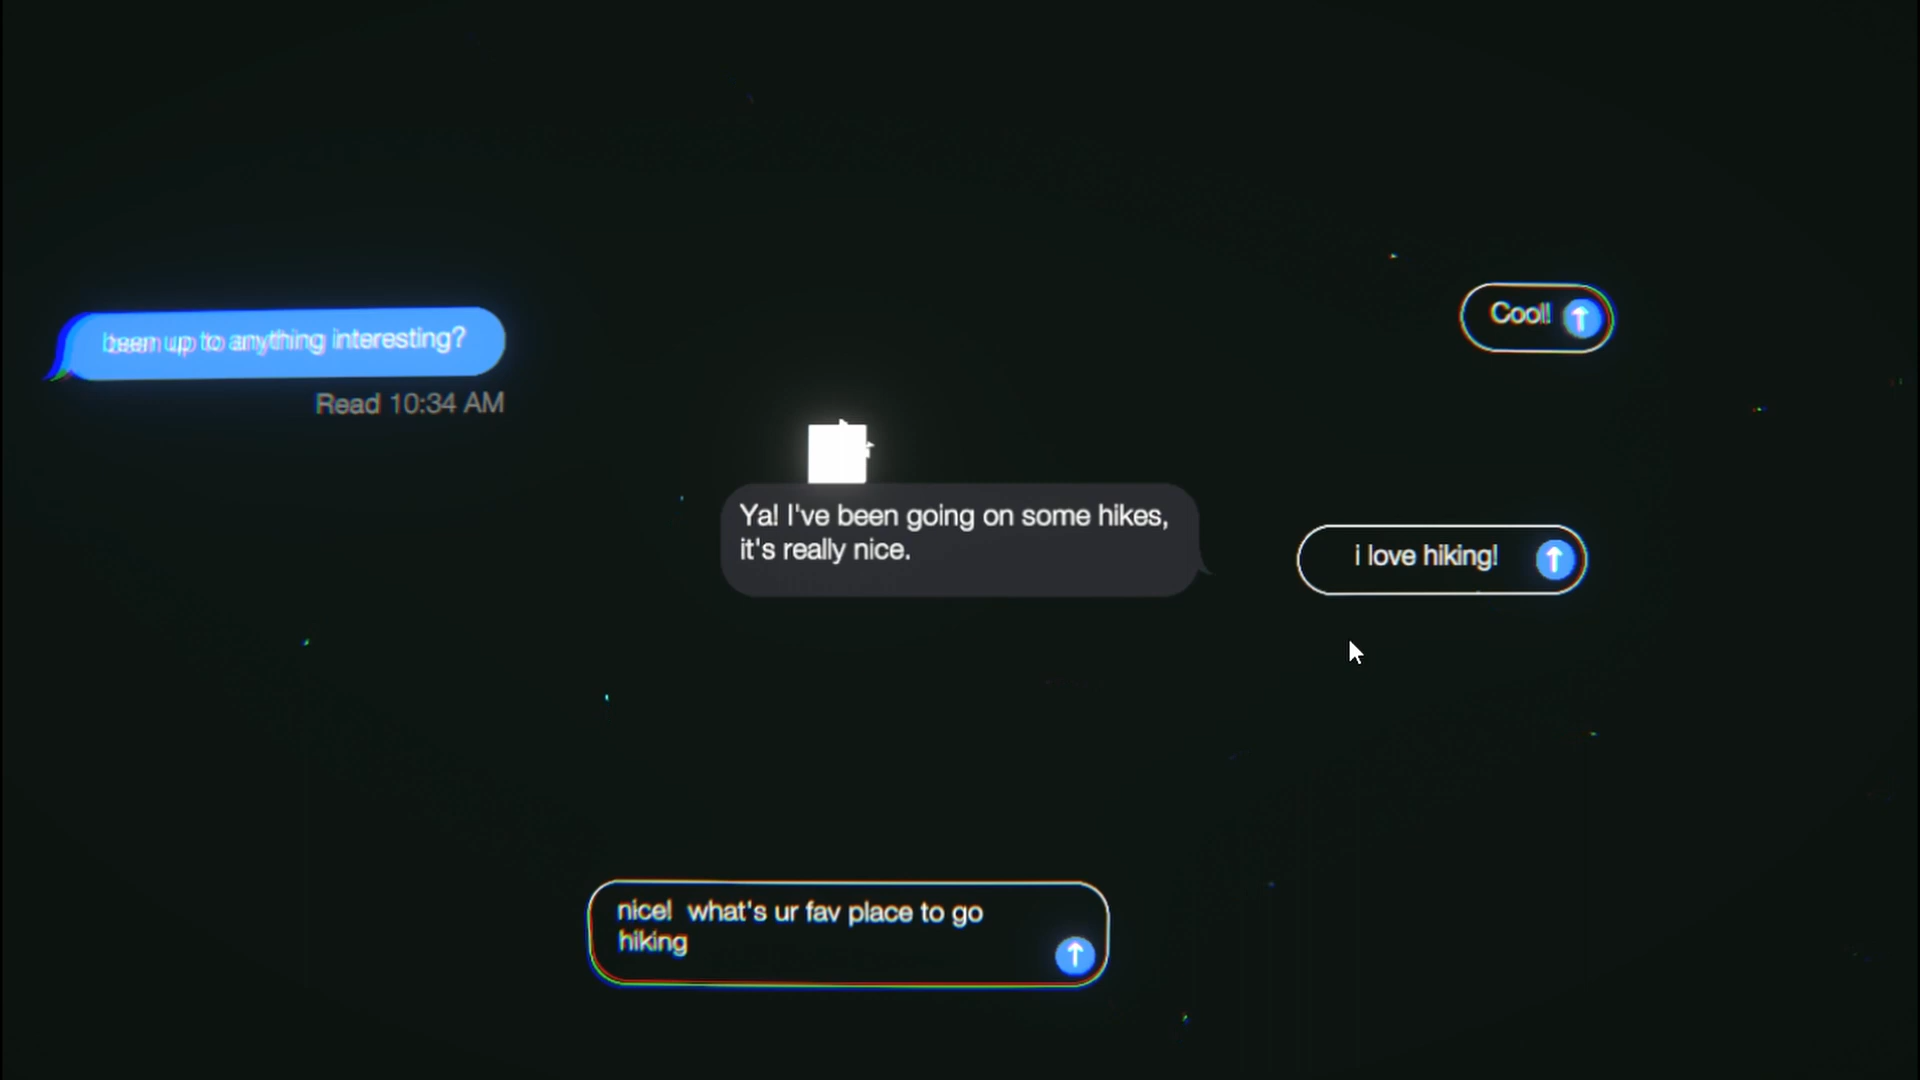 Cool!
been up to anything interesting?
Read 10:34 AM
Ya! I've been going on some hikes,
it's really nice.
i love hiking!
nice!  what's ur fav place to go
hiking